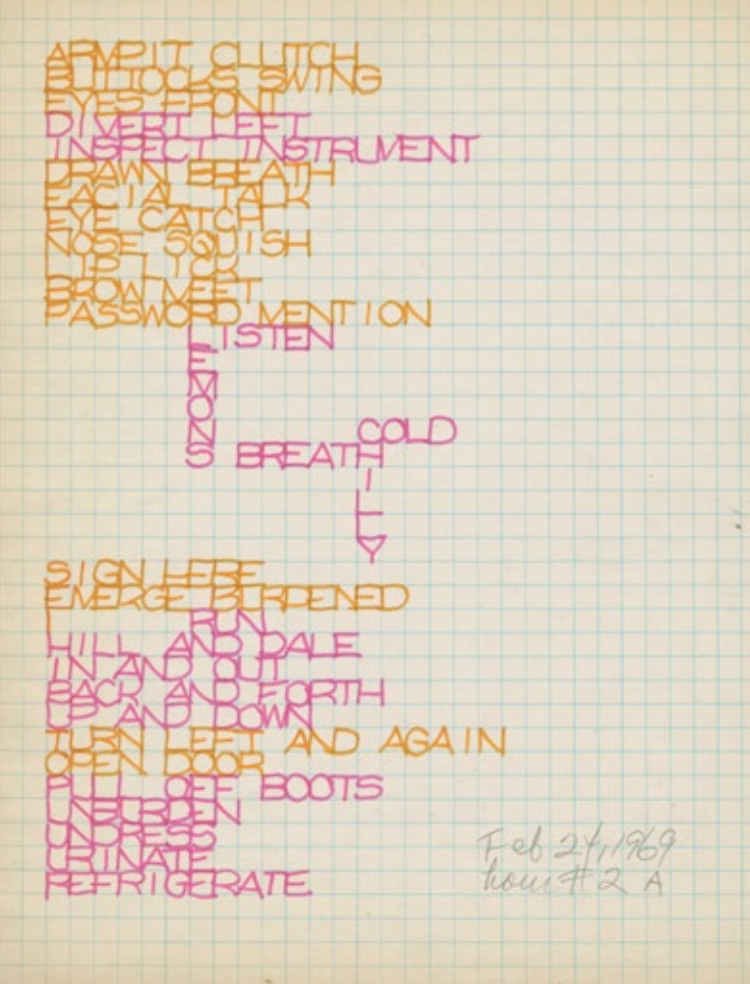 ARMPIT CLUTCH
BUTTOCKS SWING
EYES FRONT
DIVERT LEFT
INSPECT INSTRUMENT
DRAWN BREATH
FACIAL
EYE CATCH
NOSE SQUISH
LIP LICK
BROW MEET
PASSWORD MENTION
LISTEN
E
M
O
N COLD
S BREATH
I
L
Y
SIGN HERE
EMERGE BURDENED
RUN
HILL AND DALE
IN AND OUT
BACK AND FORTH
UP AND DOWN
TURN LEFT AND AGAIN
OPEN DOOR
PULL OFF BOOTS
UNBURDEN
UNDRESS
URINATE
REFRIGERATE
Feb 24, 1969
hour # 2 A